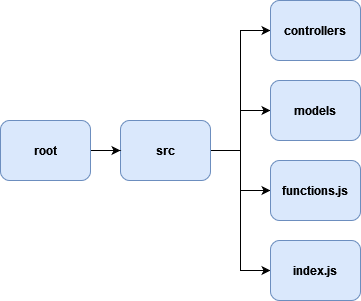 root
src
controllers
models
functions.js
index.js